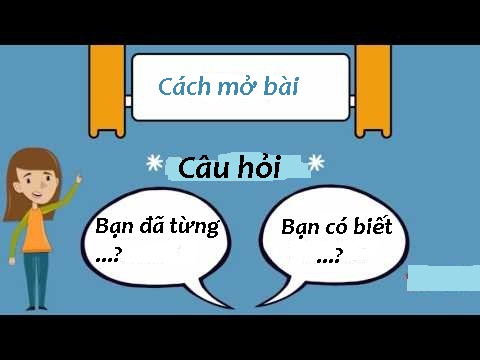 Cách mở bài
* Câu hỏi *
Bạn đã từng
...?
Bạn có biết
...?